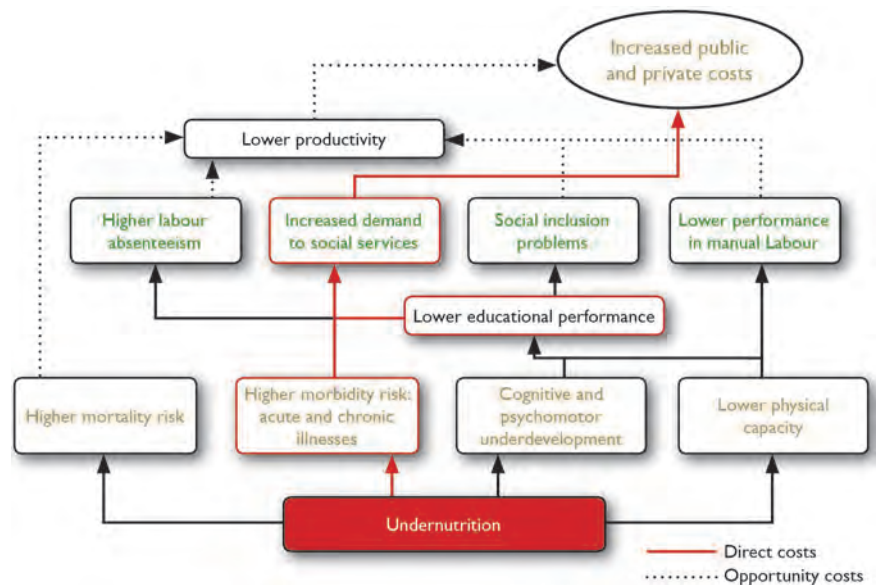 Increased public
and private costs
Lower productivity
Higher labour
absenteeism
Increased demand
to social services
Social inclusion
problems
Lower performance
in manual Labour
Lower educational performance
Higher mortality risk
Higher morbidity risk:
acute and chronic
illnesses
Cognitive and
psychomotor
underdevelopment
Lower physical
capacity
Undernutrition
Direct costs
Opportunity costs